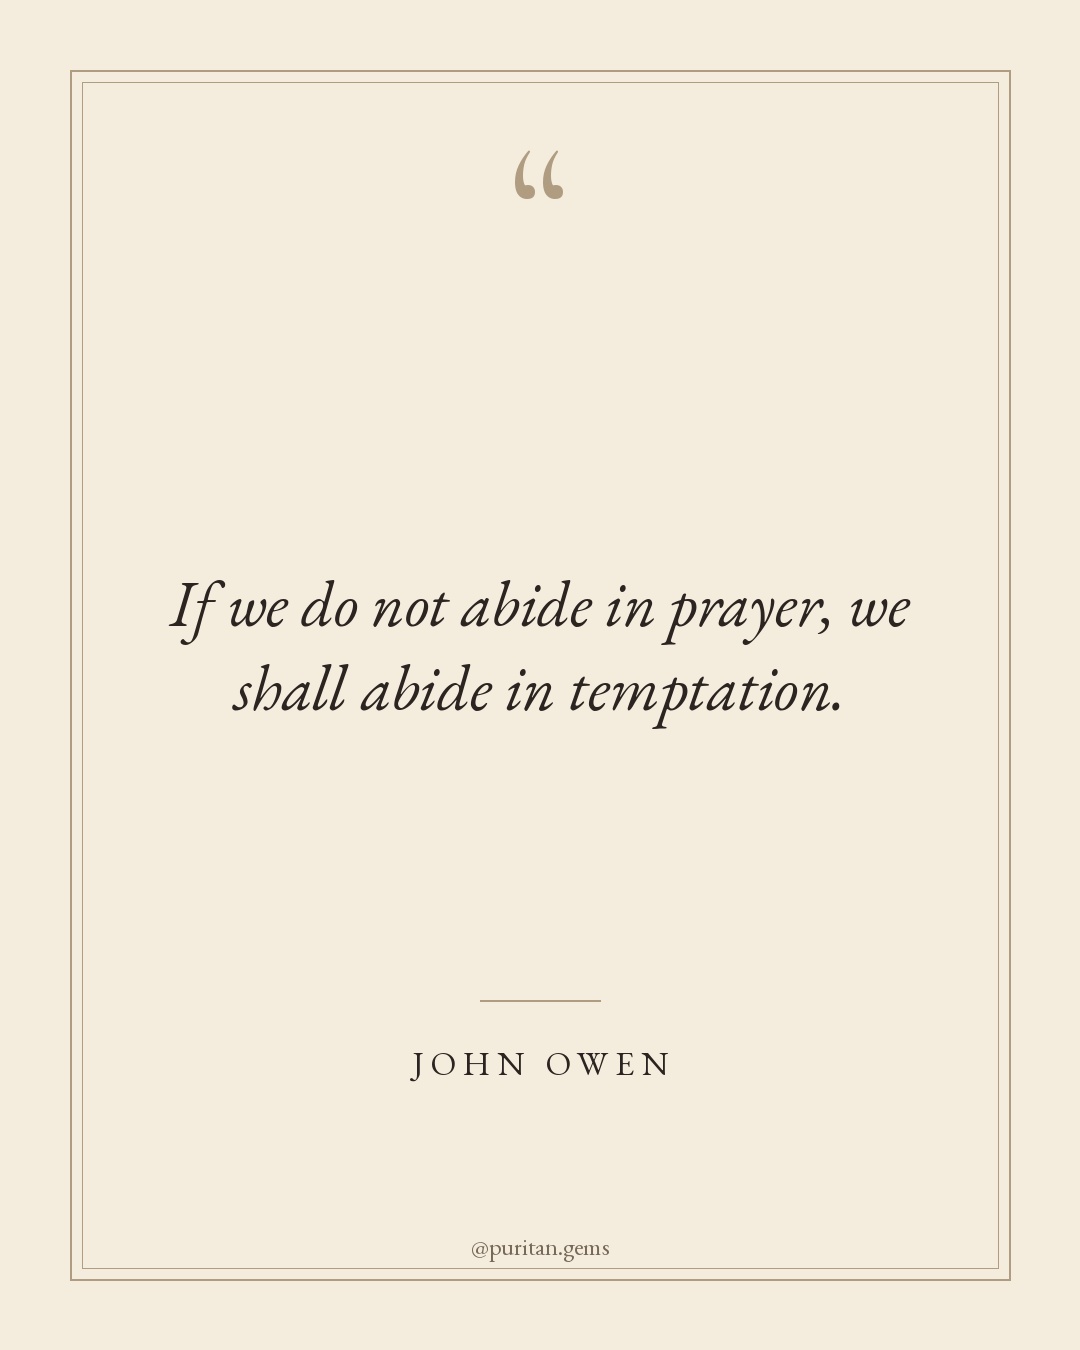 “
If we do not abide in prayer, we
shall abide in temptation.
JOHN OWEN
@puritan.gems